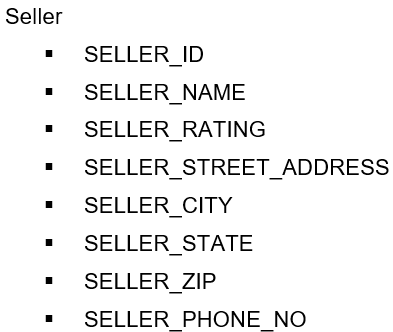 Seller
▪ SELLER_ID
▪ SELLER_NAME
▪ SELLER_RATING
▪ SELLER_STREET_ADDRESS
▪ SELLER_CITY
▪ SELLER_STATE
▪ SELLER_ZIP
▪ SELLER_PHONE_NO